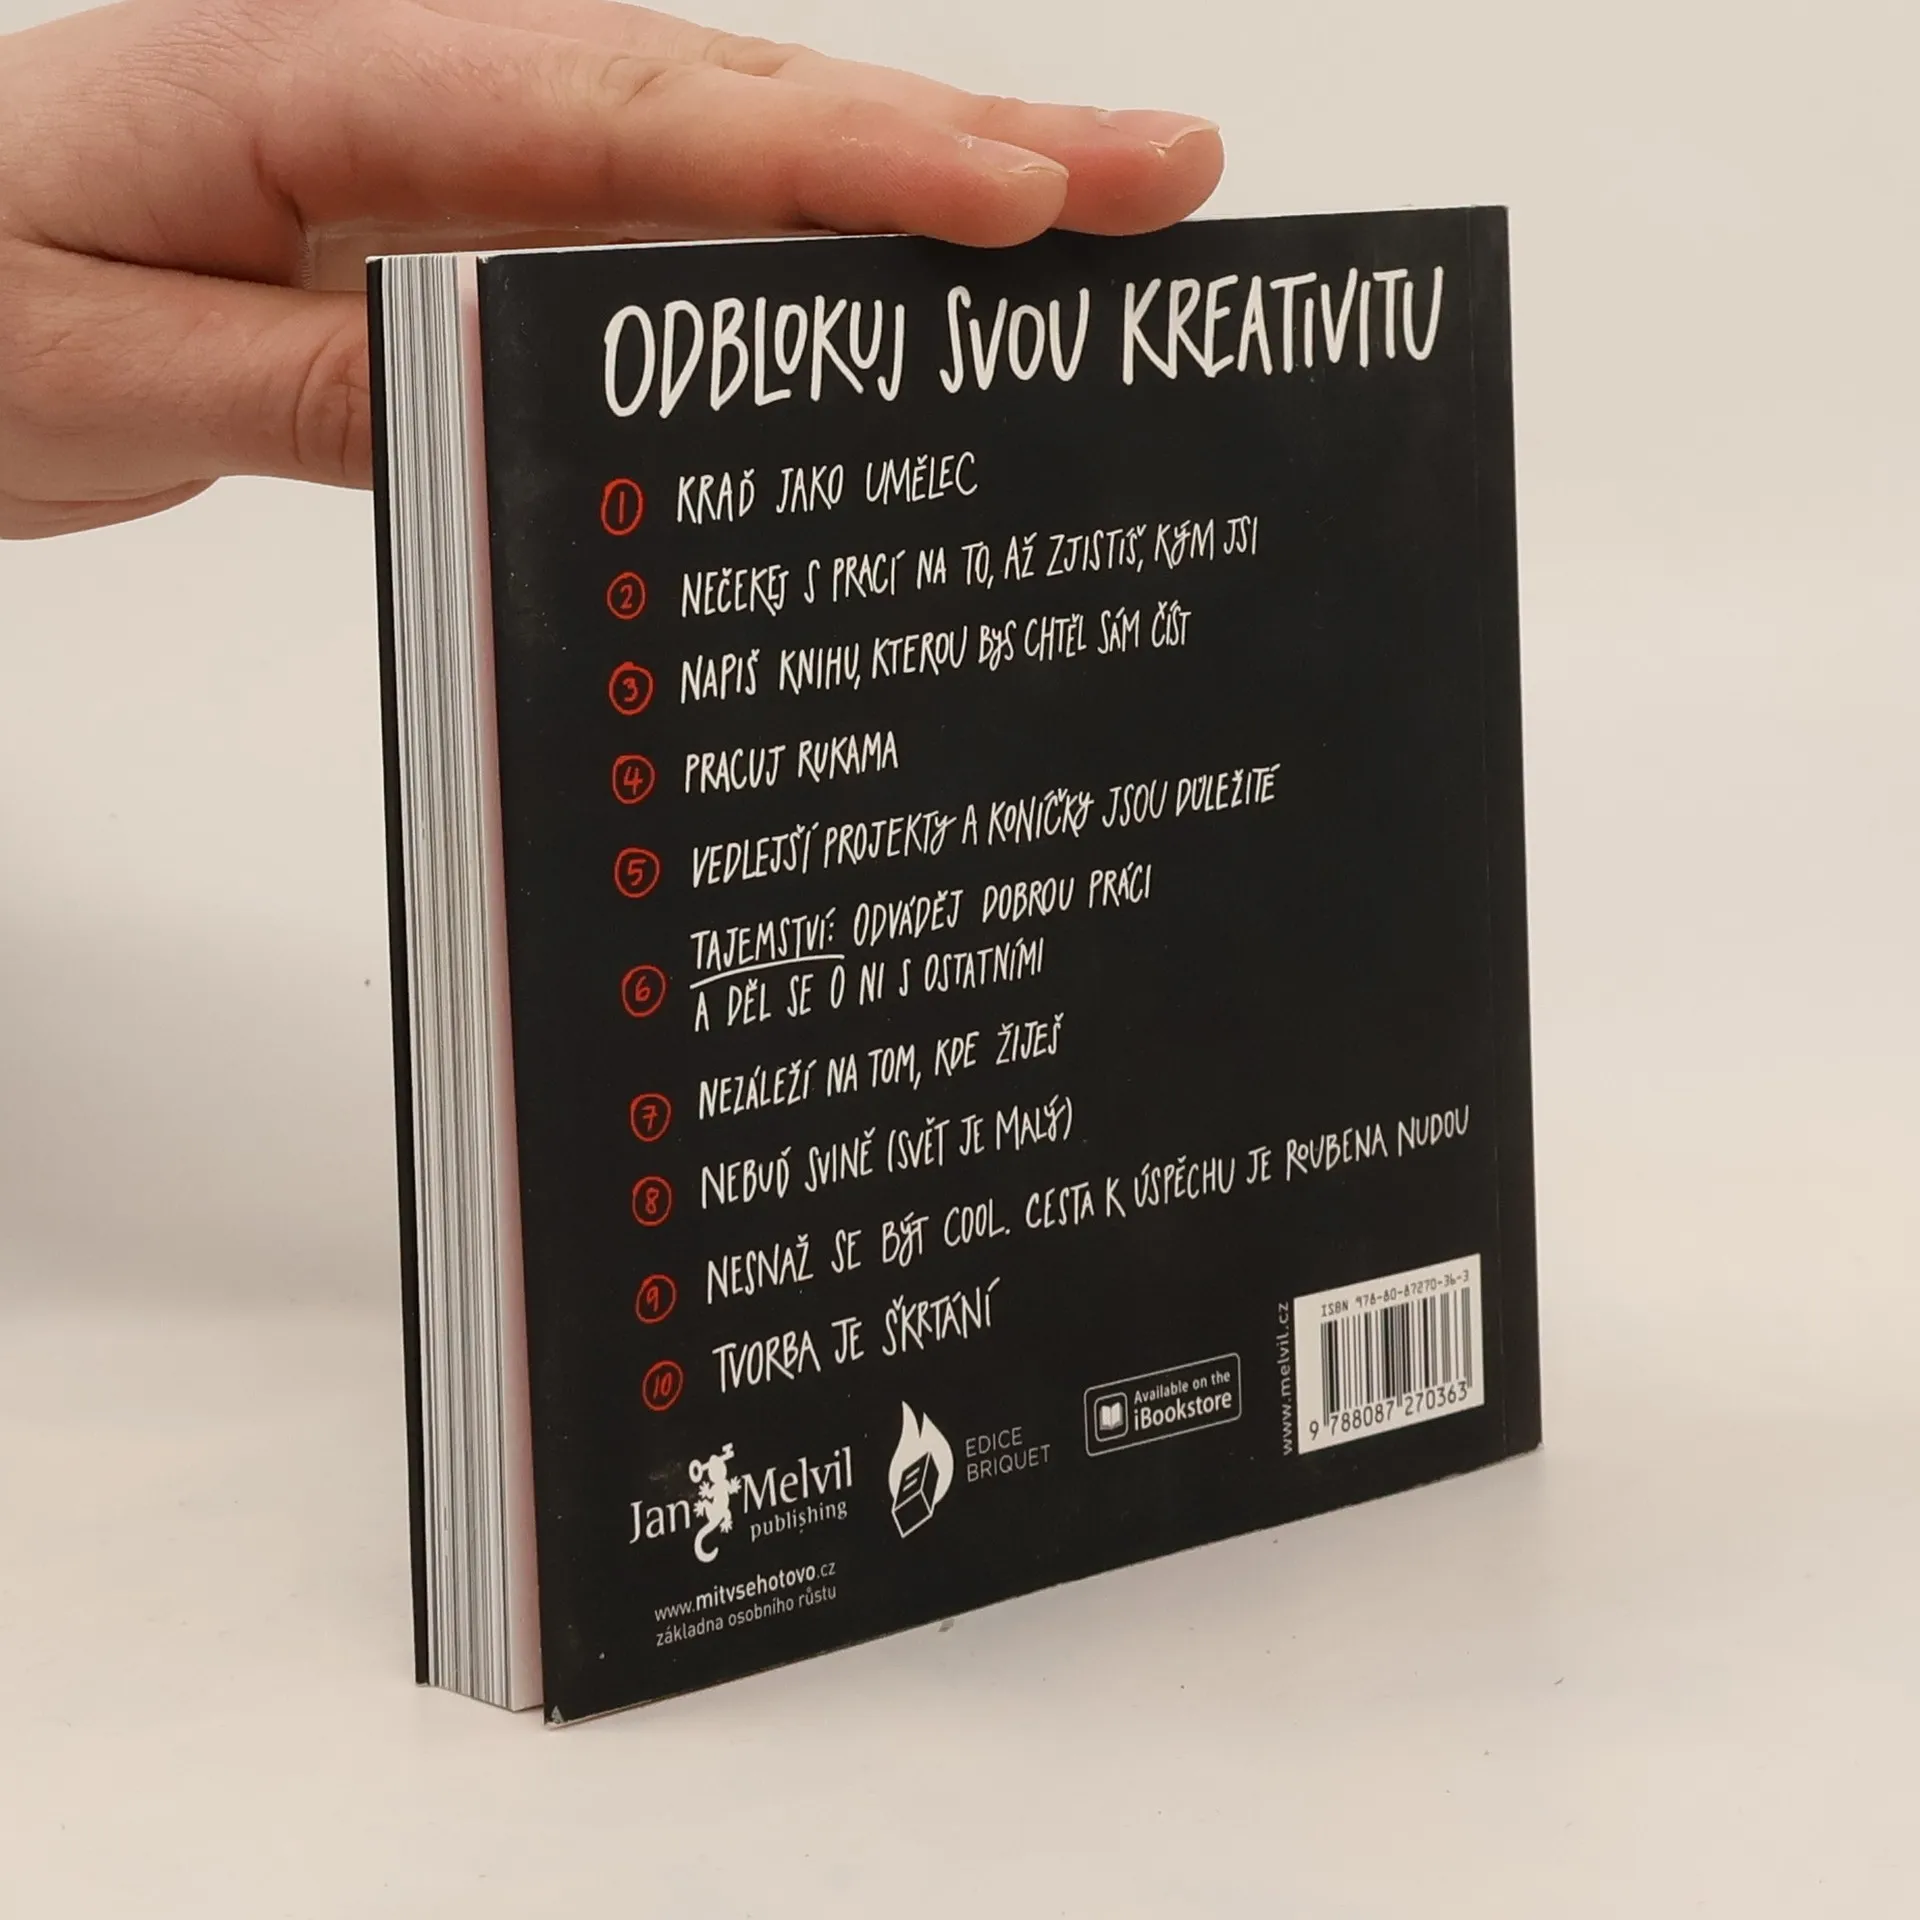 ODBLOKUJ SVOU KREATIVITU
1 KRAĎ JAKO UMĚLEC
2 NEČEKEJ S PRACÍ NA TO, AŽ ZJISTÍŠ, KÝM JSI
3 NAPIŠ KNIHU, KTEROU BYS CHTĚL SÁM ČÍST
4 PRACUJ RUKAMA
5 VEDLEJŠÍ PROJEKTY A KONÍČKY JSOU DŮLEŽITÉ
6 TAJEMSTVÍ: ODVÁDĚJ DOBROU PRÁCI
A DĚL SE O NI S OSTATNÍMI
7 NEZÁLEŽÍ NA TOM, KDE ŽIJEŠ
8 NEBUĎ SVINĚ (SVĚT JE MALÝ)
9 NESNAŽ SE BÝT COOL. CESTA K ÚSPĚCHU JE ROUBENA NUDOU
10 TVORBA JE ŠKRTÁNÍ
Jan Melvil
publishing
www.mitvsehotovo.cz
základna osobního růstu
EDICE
BRIQUET
Available on the
iBookstore
www.melvil.cz
ISBN 978-80-87270-36-3
9 788087 270363